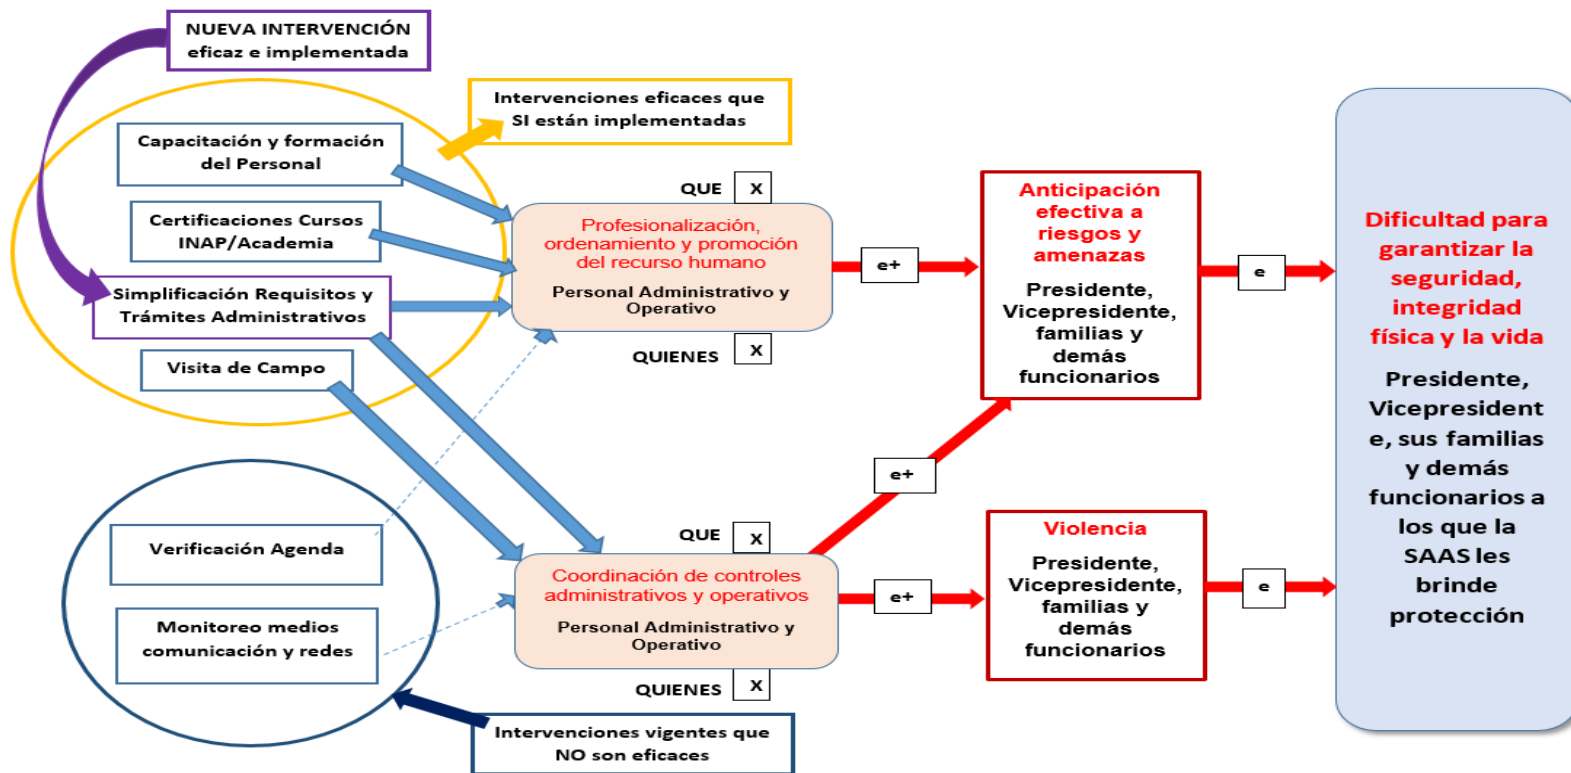 NUEVA INTERVENCIÓN
eficaz e implementada
Intervenciones eficaces que
SI están implementadas
Capacitación y formación
del Personal
Certificaciones Cursos
INAP/Academia
Simplificación Requisitos y
Trámites Administrativos
Visita de Campo
Verificación Agenda
Monitoreo medios
comunicación y redes
Intervenciones vigentes que
NO son eficaces
QUE
X
Profesionalización,
ordenamiento y promoción
del recurso humano
Personal Administrativo y
Operativo
QUIENES
X
QUE
X
Coordinación de controles
administrativos y operativos
Personal Administrativo y
Operativo
QUIENES
X
e+
e+
e+
Anticipación
efectiva a
riesgos y
amenazas
Presidente,
Vicepresidente,
familias y
demás
funcionarios
Violencia
Presidente,
Vicepresidente,
familias y
demás
funcionarios
e
e
Dificultad para
garantizar la
seguridad,
integridad
física y la vida
Presidente,
Vicepresident
e, sus familias
y demás
funcionarios a
los que la
SAAS les
brinde
protección